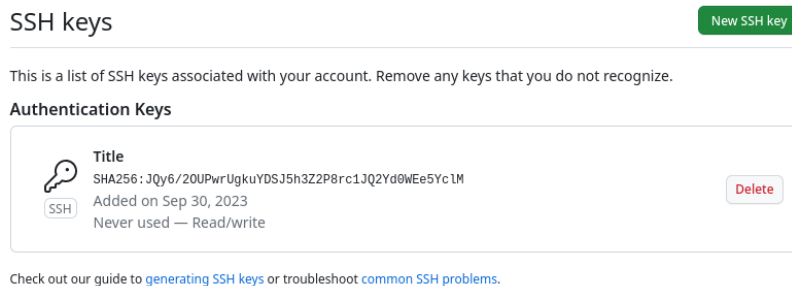 SSH keys
New SSH key
This is a list of SSH keys associated with your account. Remove any keys that you do not recognize.
Authentication Keys
Title
SHA256:JQy6/2OUPwrUgkuYDSJ5h3Z2P8rc1JQ2Yd0WEe5YclM
SSH
Added on Sep 30, 2023
Never used — Read/write
Delete
Check out our guide to generating SSH keys or troubleshoot common SSH problems.